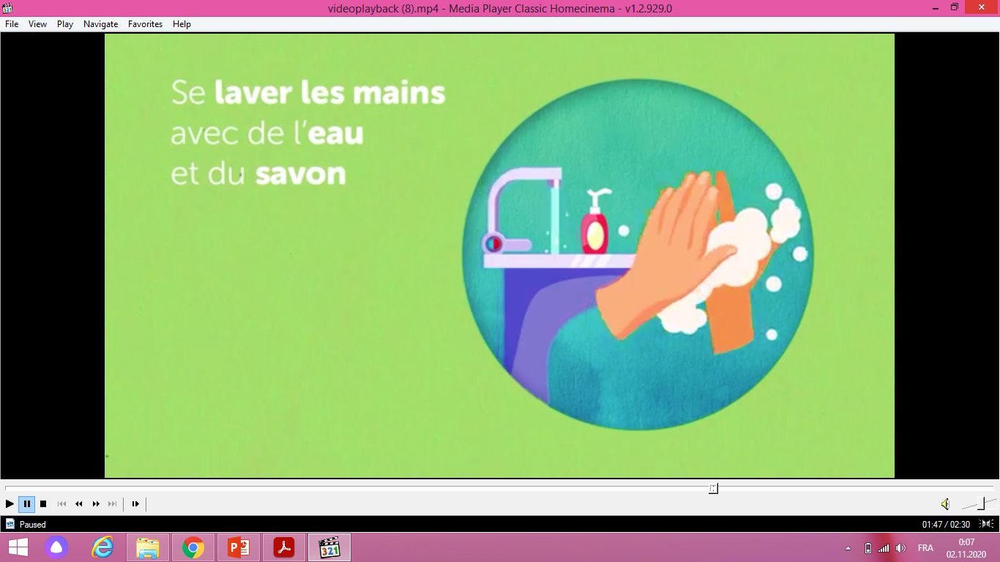 videoplayback (8).mp4 - Media Player Classic Homecinema - v1.2.929.0
File View Play Navigate Favorites Help
Se laver les mains
avec de l'eau
et du savon
Paused
01:47 / 02:30
321
FRA
0:07
02.11.2020